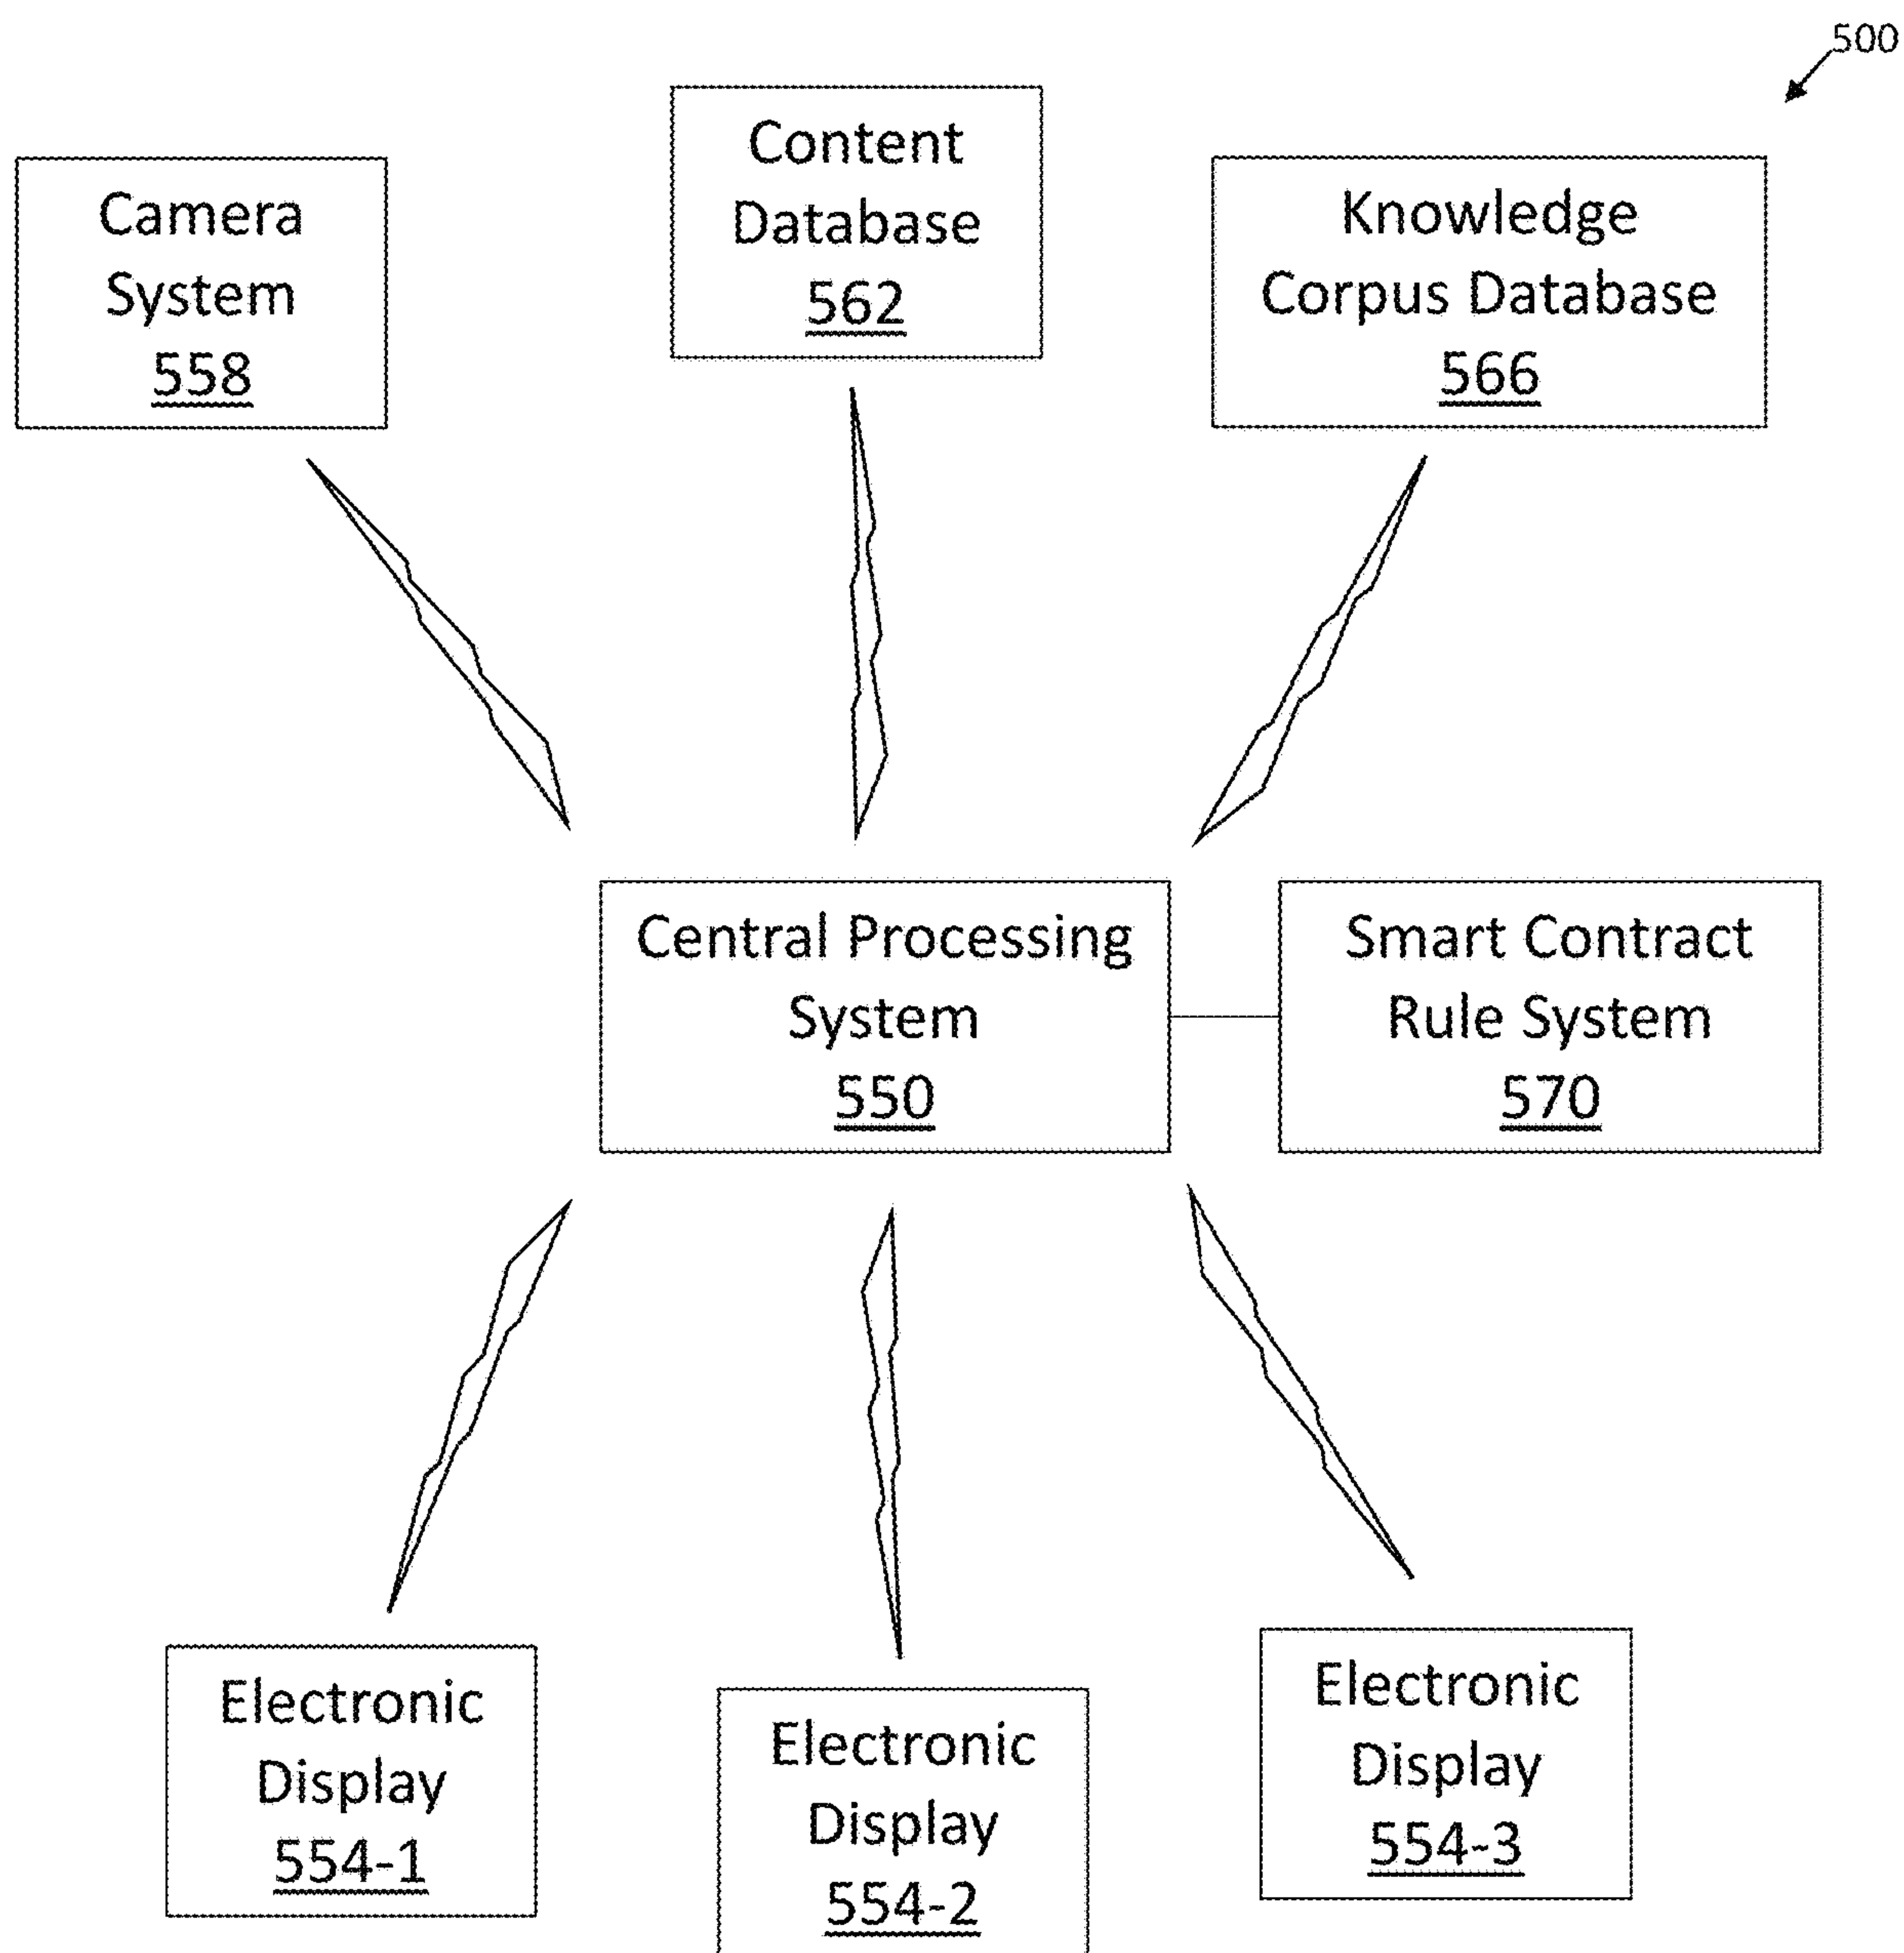 500
Camera
System
558
Content
Database
562
Knowledge
Corpus Database
566
Central Processing
System
550
Smart Contract
Rule System
570
Electronic
Display
554-1
Electronic
Display
554-2
Electronic
Display
554-3